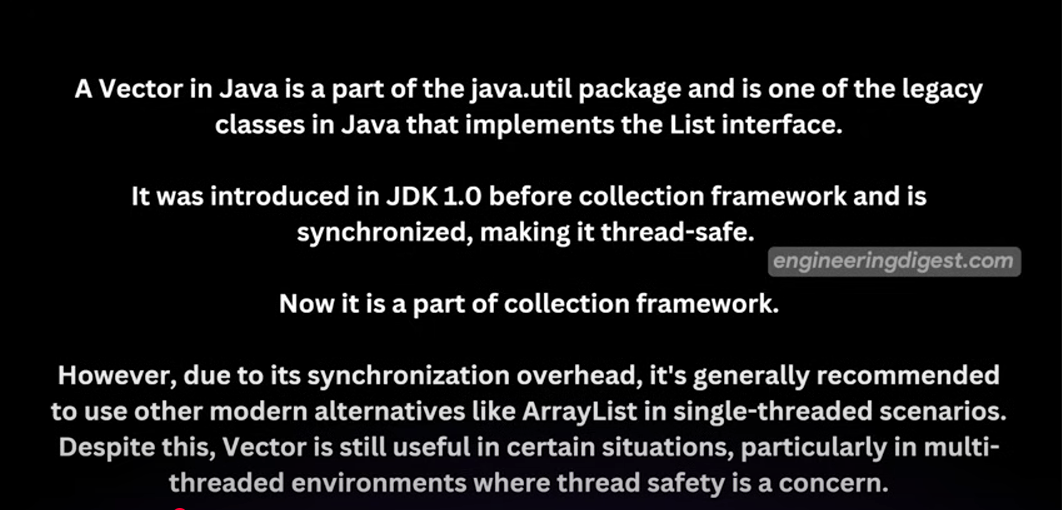 A Vector in Java is a part of the java.util package and is one of the legacy
classes in Java that implements the List interface.
It was introduced in JDK 1.0 before collection framework and is
synchronized, making it thread-safe.
engineeringdigest.com
Now it is a part of collection framework.
However, due to its synchronization overhead, it's generally recommended
to use other modern alternatives like ArrayList in single-threaded scenarios.
Despite this, Vector is still useful in certain situations, particularly in multi-
threaded environments where thread safety is a concern.